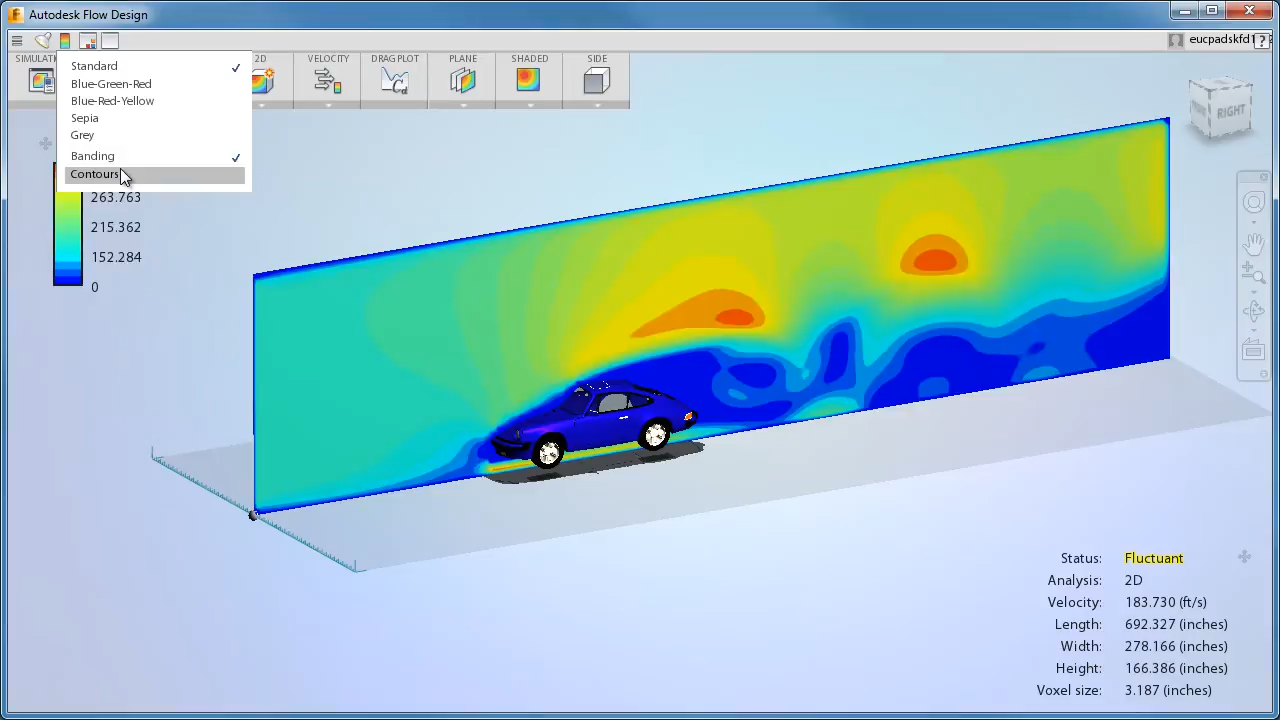 Autodesk Flow Design
?
SIMULAT
2D
VELOCITY
DRAG PLOT
PLANE
SHADED
SIDE
Standard
Blue-Green-Red
Blue-Red-Yellow
Sepia
Grey
Banding
Contours
263.763
215.362
152.284
0
RIGHT
Status: Fluctuant
Analysis: 2D
Velocity: 183.730 (ft/s)
Length: 692.327 (inches)
Width: 278.166 (inches)
Height: 166.386 (inches)
Voxel size: 3.187 (inches)